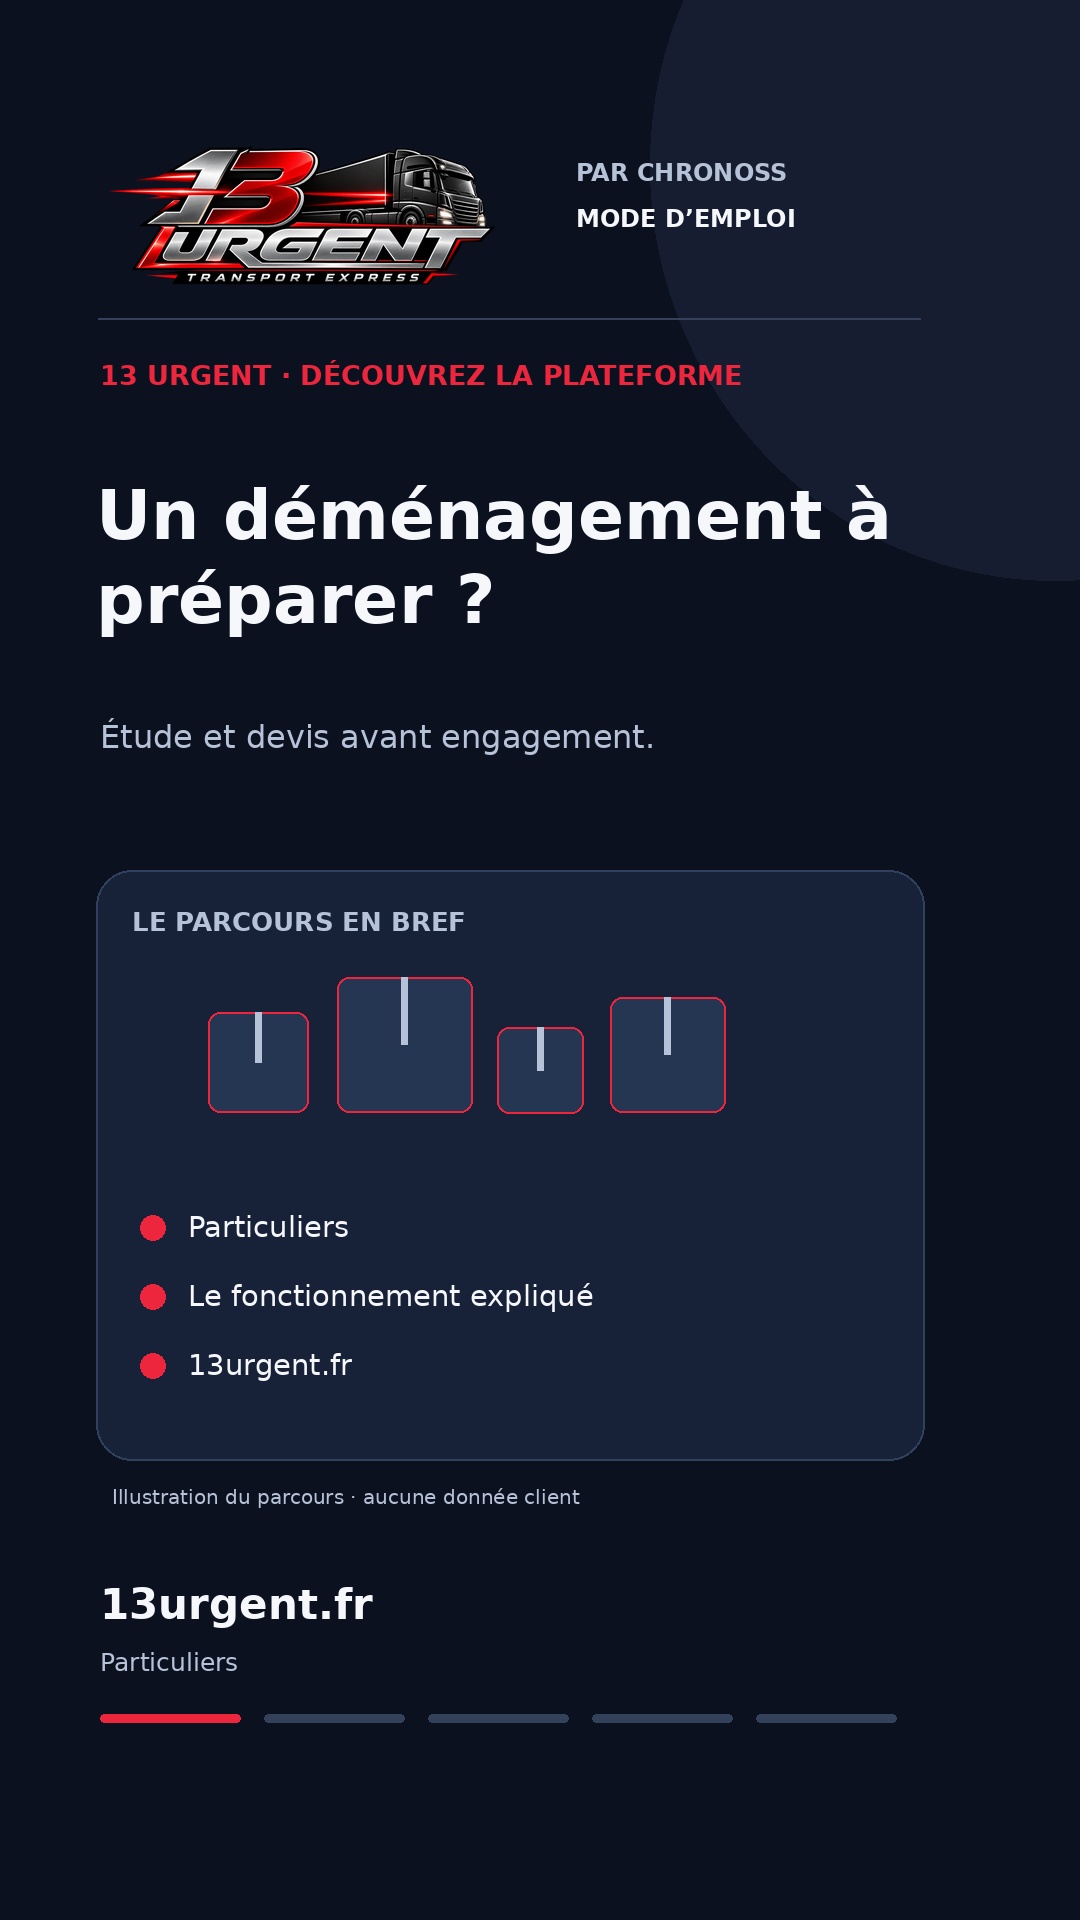 13
URGENT
TRANSPORT EXPRESS
PAR CHRONOSS
MODE D’EMPLOI
13 URGENT · DÉCOUVREZ LA PLATEFORME
Un déménagement à
préparer ?
Étude et devis avant engagement.
LE PARCOURS EN BREF
Particuliers
Le fonctionnement expliqué
13urgent.fr
Illustration du parcours · aucune donnée client
13urgent.fr
Particuliers